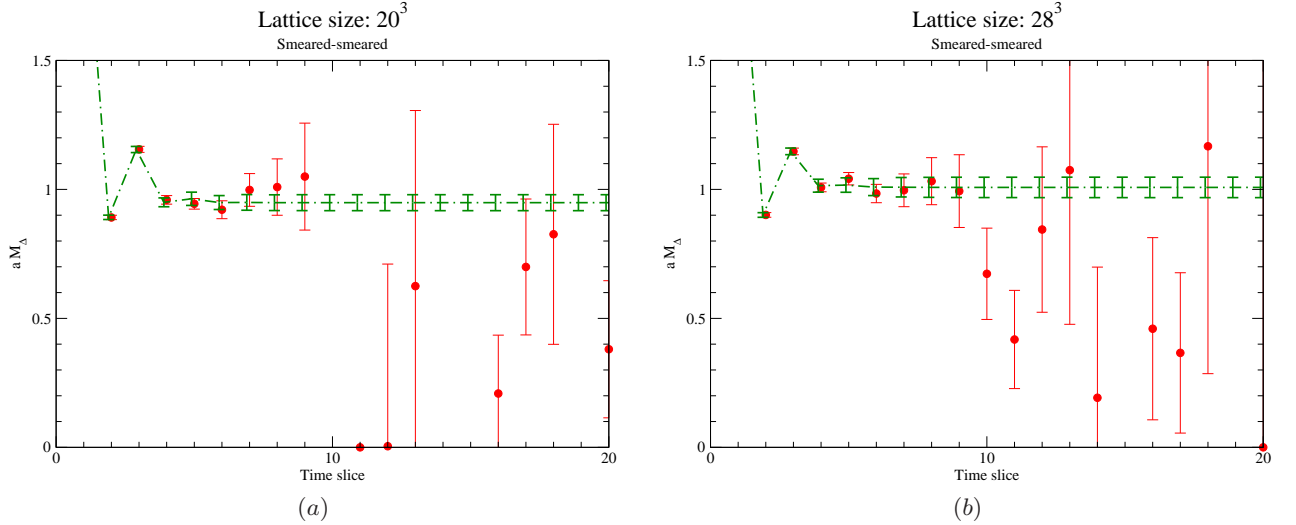 Lattice size: 20³
Smeared-smeared
1.5
1
0.5
0
a M_Δ
0
10
20
Time slice
(a)
Lattice size: 28³
Smeared-smeared
1.5
1
0.5
0
a M_Δ
0
10
20
Time slice
(b)